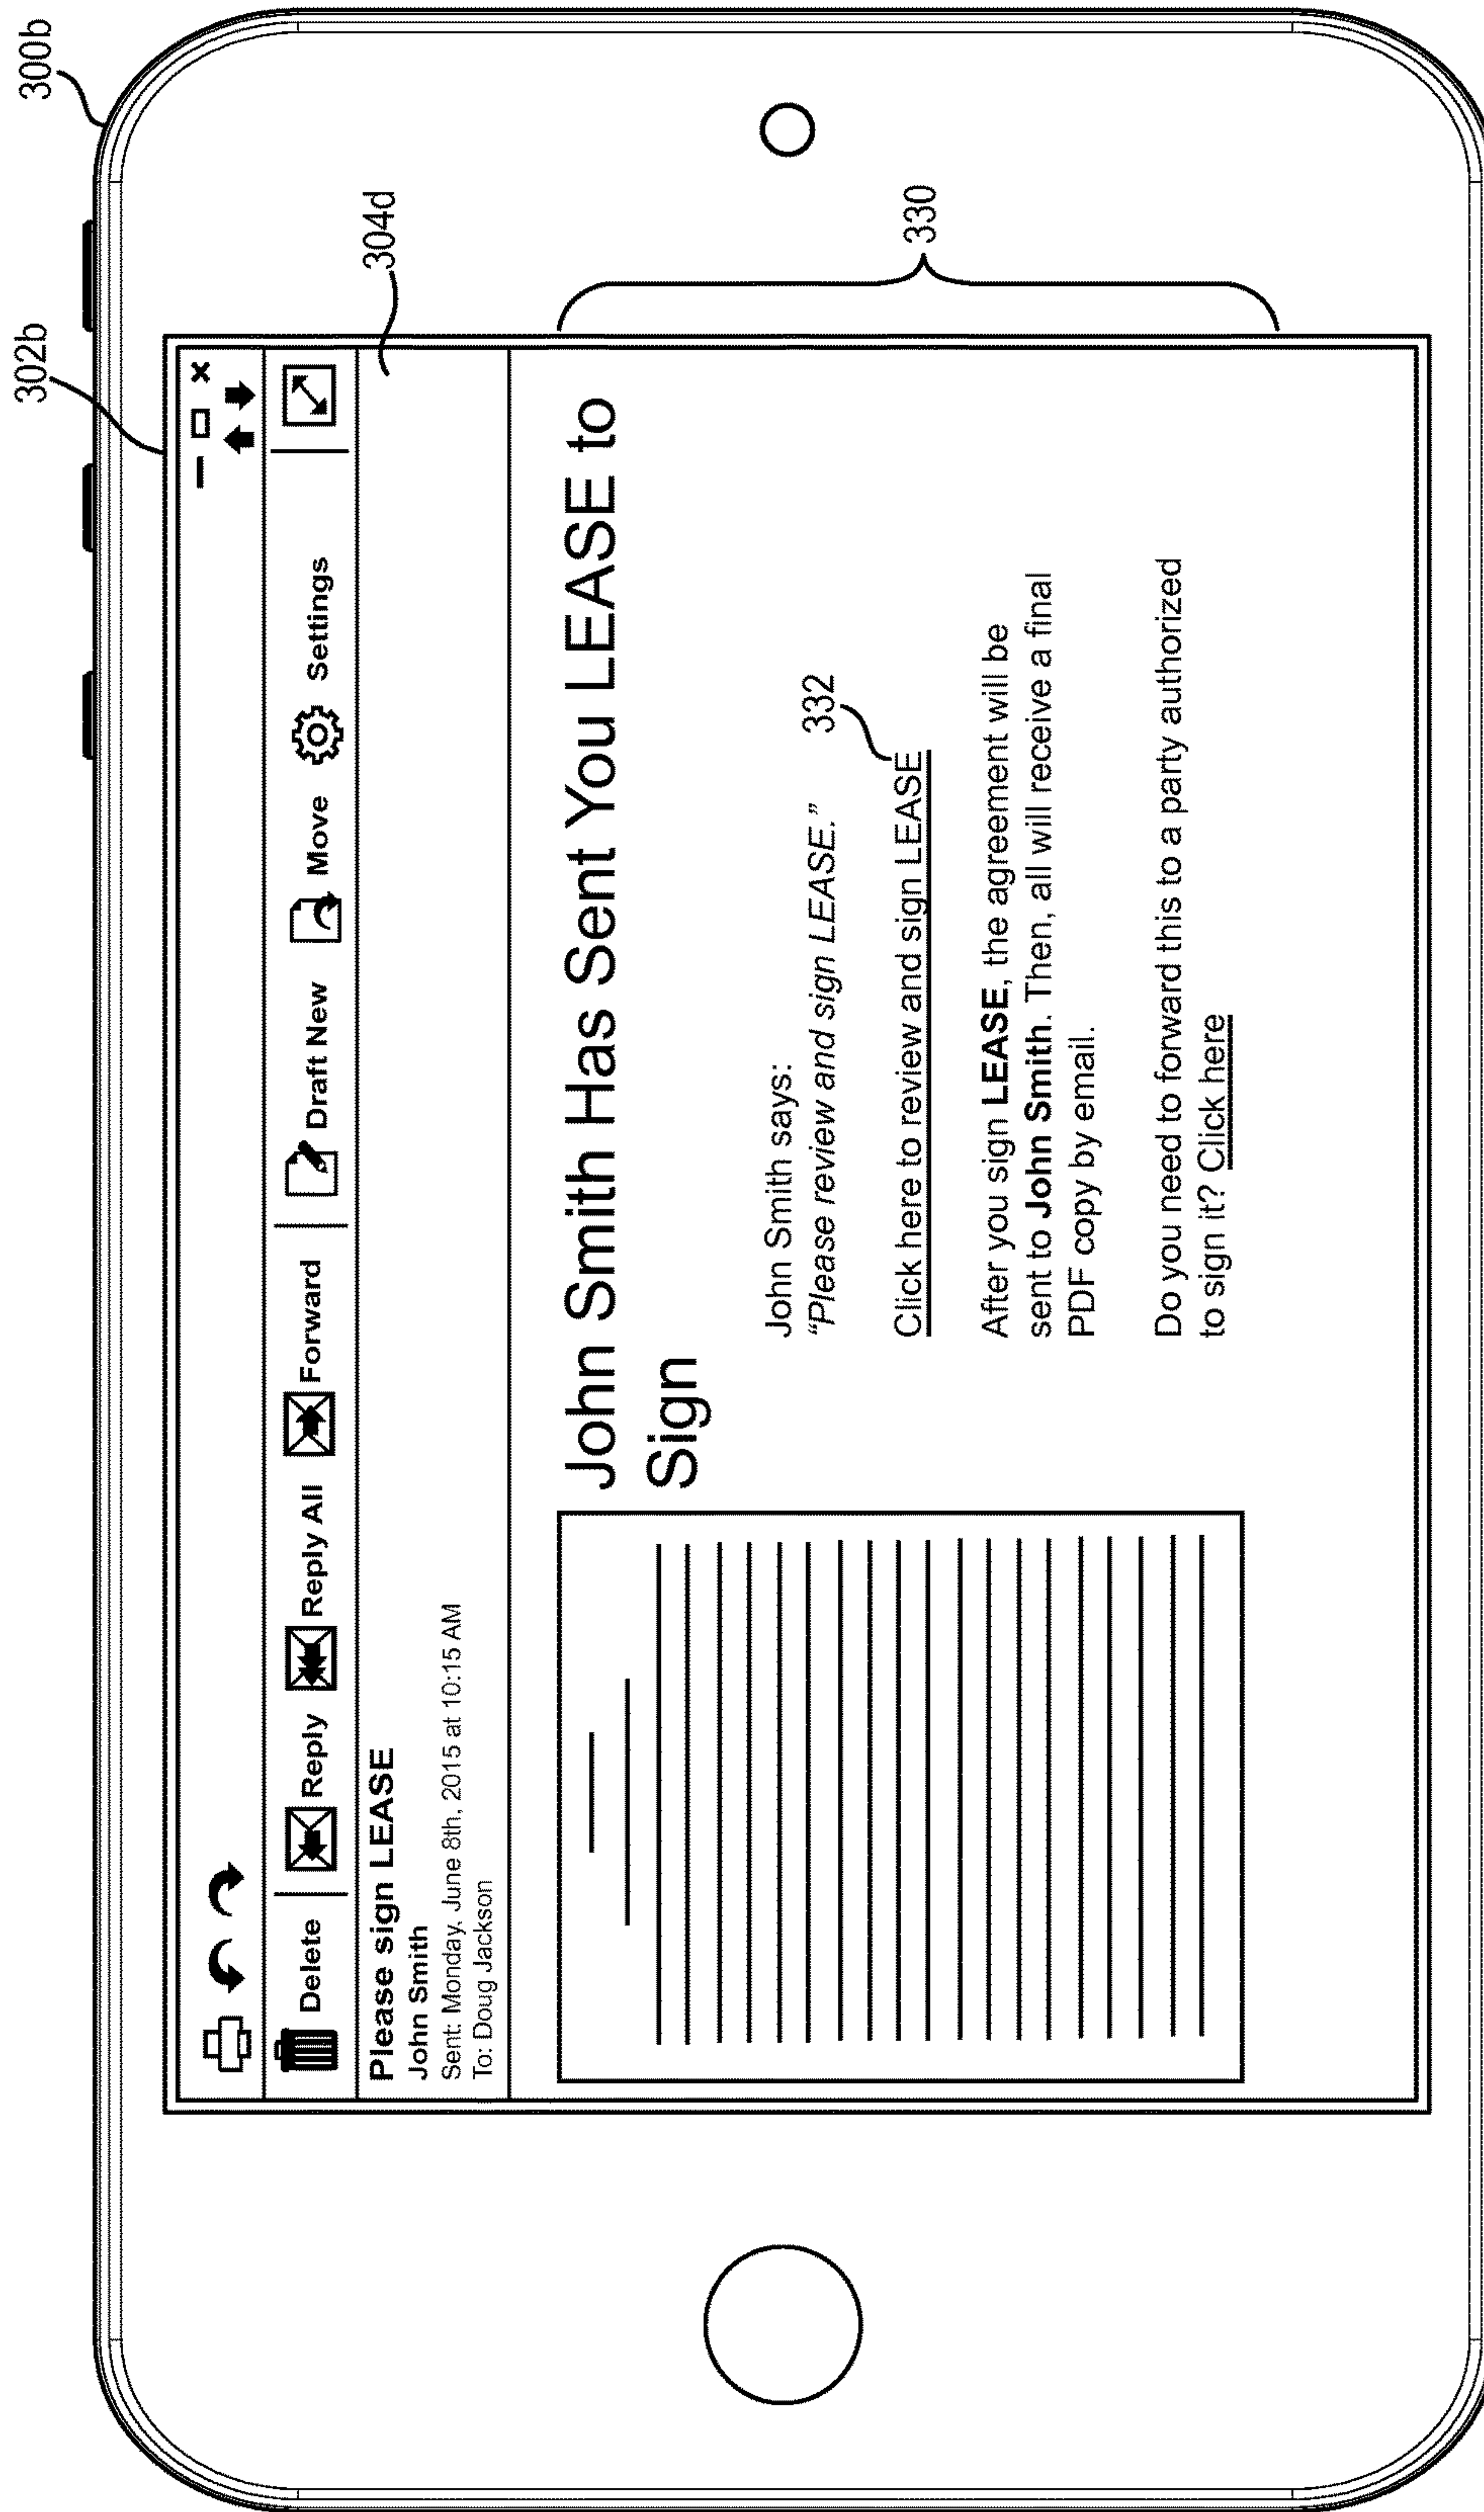 300b
302b
Delete Reply Reply All Forward Draft New Move Settings
304d
Please sign LEASE
John Smith
Sent: Monday, June 8th, 2015 at 10:15 AM
To: Doug Jackson
John Smith Has Sent You LEASE to
Sign
330
John Smith says:
“Please review and sign LEASE.”
332
Click here to review and sign LEASE
After you sign LEASE, the agreement will be
sent to John Smith. Then, all will receive a final
PDF copy by email.
Do you need to forward this to a party authorized
to sign it? Click here